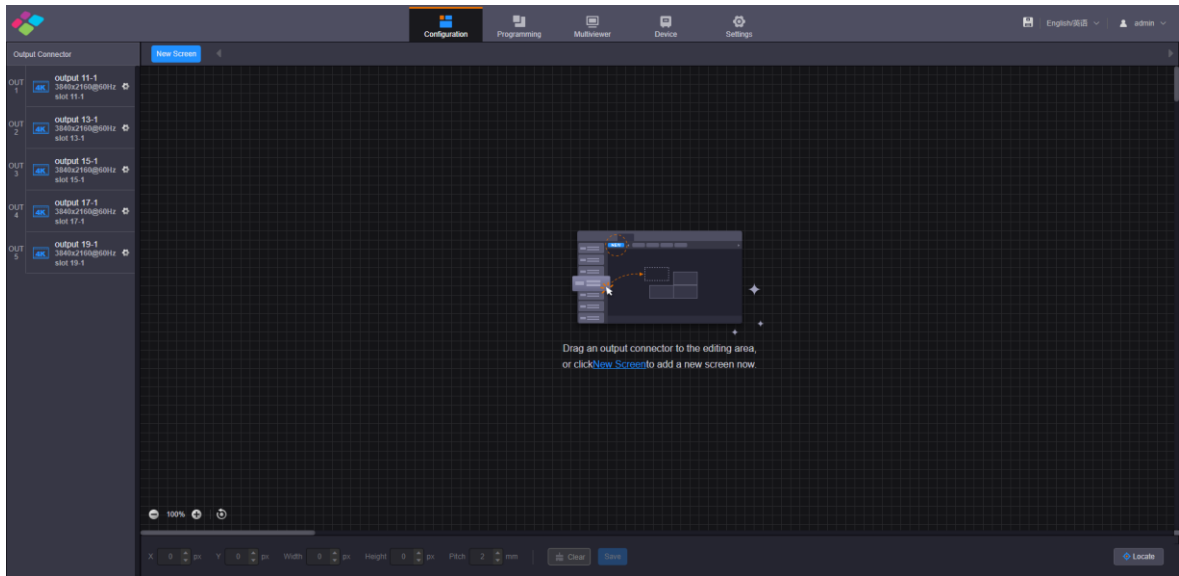 Configuration
Programming
Multiviewer
Device
Settings
English/英语
admin
Output Connector
New Screen
OUT 1
output 11-1
3840x2160@60Hz
slot 11-1
OUT 2
output 13-1
3840x2160@60Hz
slot 13-1
OUT 3
output 15-1
3840x2160@60Hz
slot 15-1
OUT 4
output 17-1
3840x2160@60Hz
slot 17-1
OUT 5
output 19-1
3840x2160@60Hz
slot 19-1
4K
4K
4K
4K
4K
Drag an output connector to the editing area,
or clickNew Screento add a new screen now.
100%
X 0 px Y 0 px Width 0 px Height 0 px Pitch 2 mm Clear Save Locate